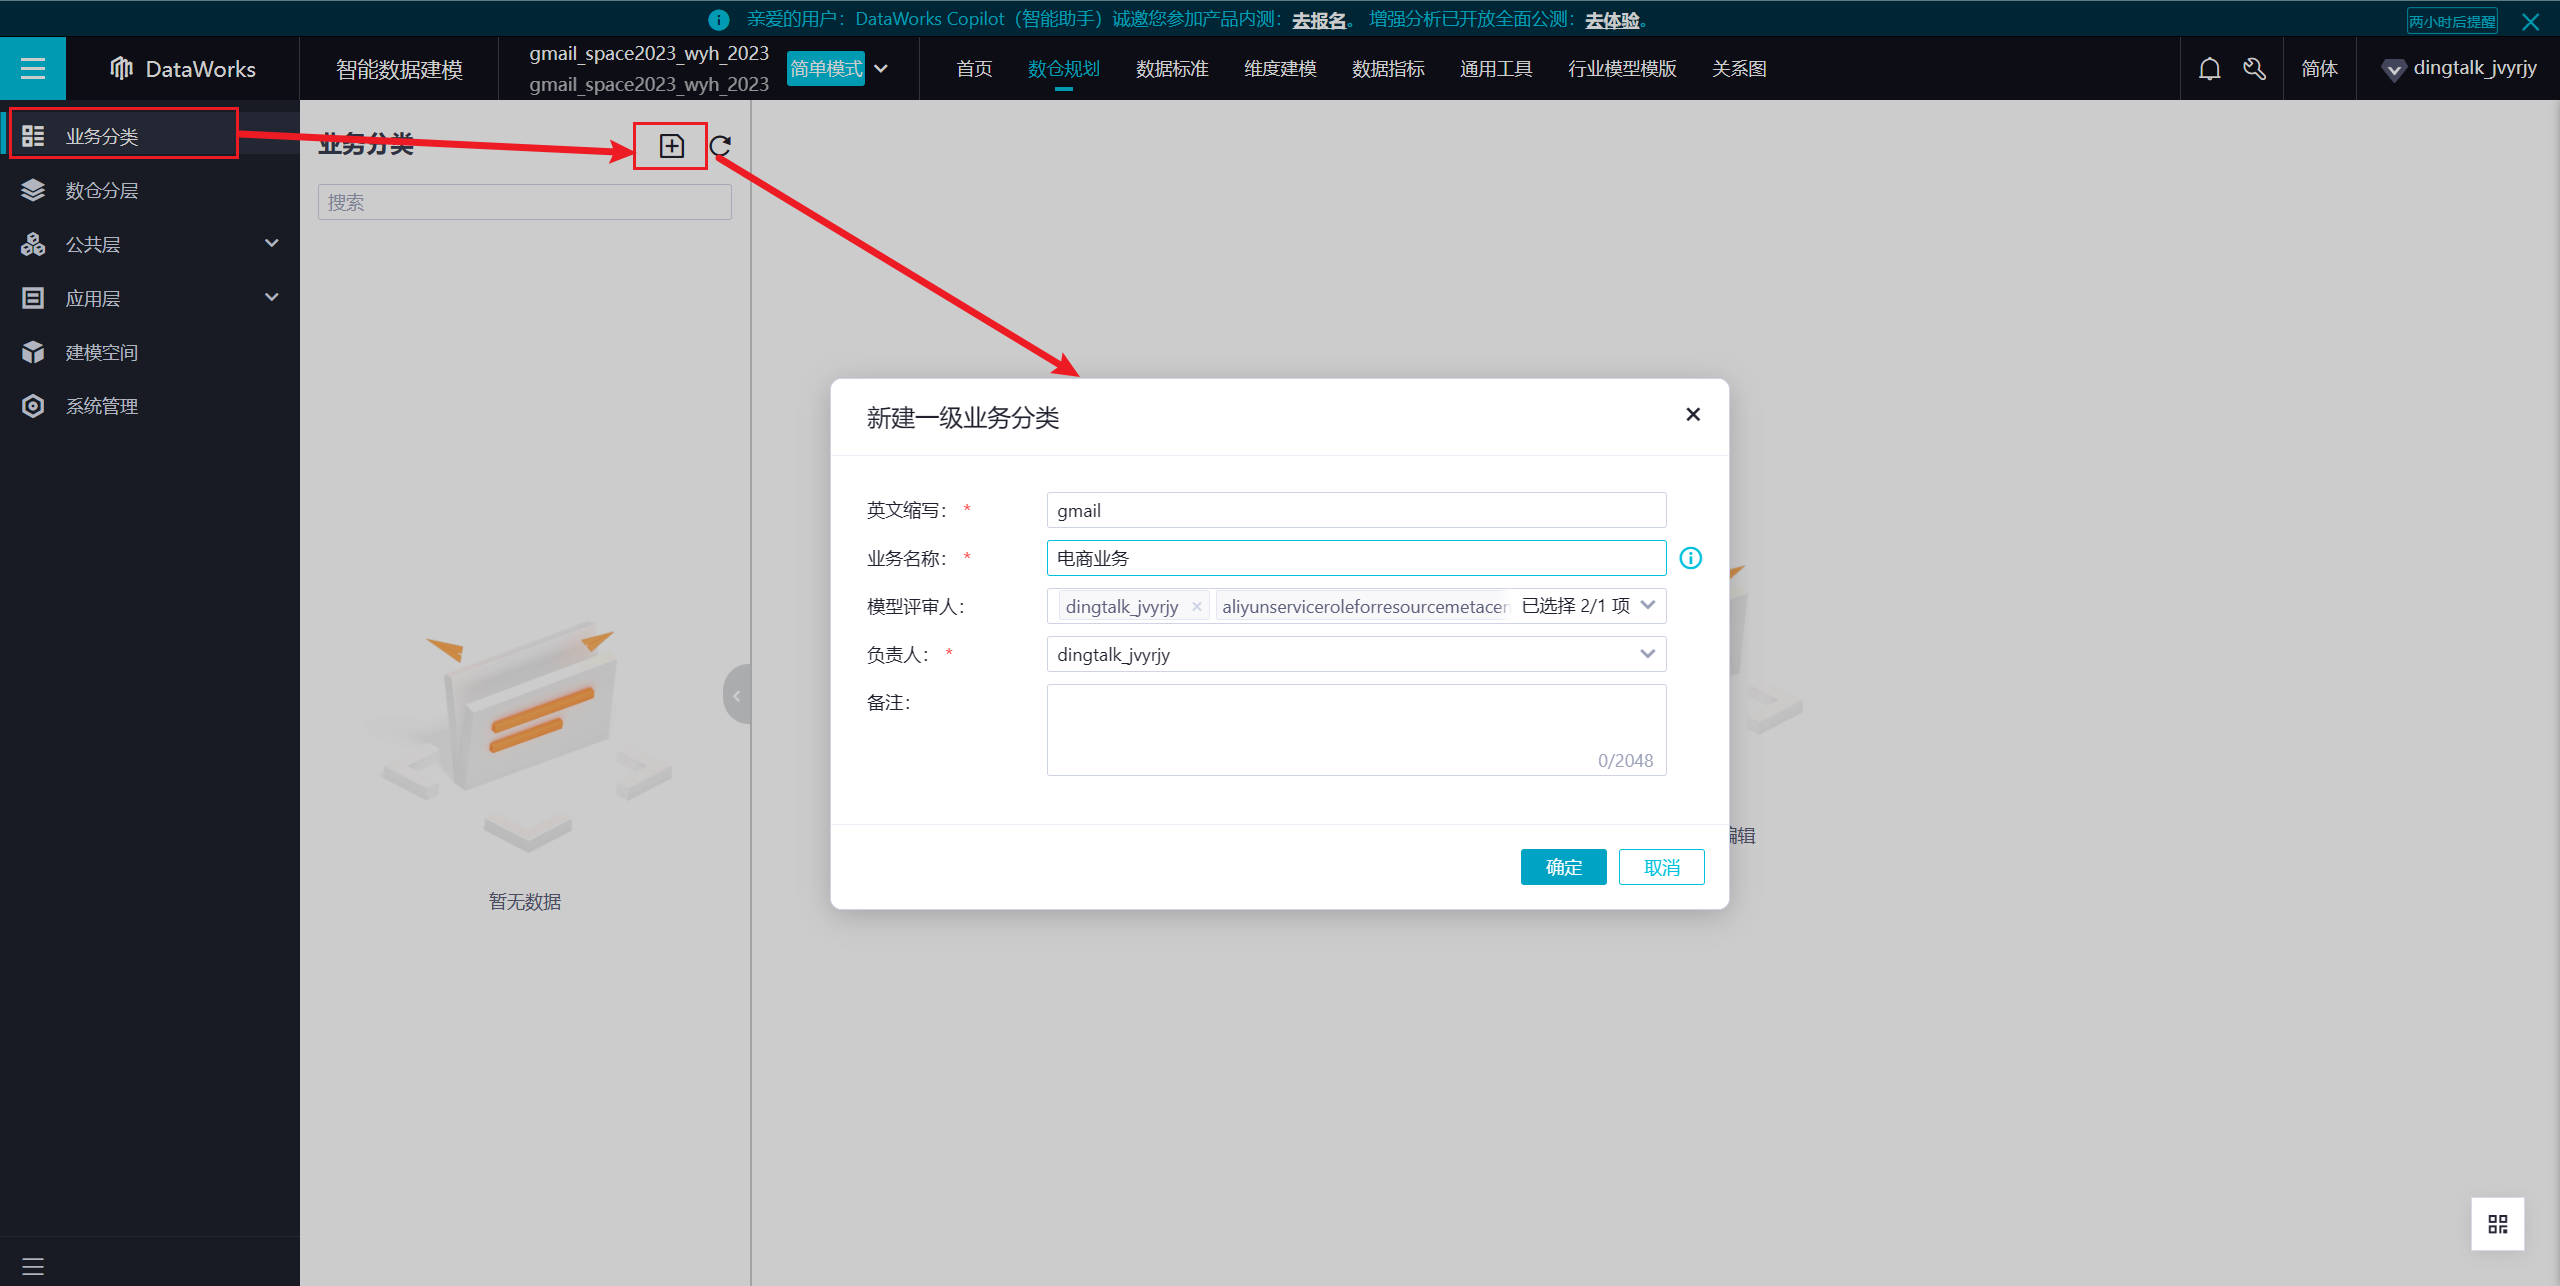 亲爱的用户：DataWorks Copilot（智能助手）诚邀您参加产品内测：去报名。 增强分析已开放全面公测：去体验。
两小时后提醒
DataWorks
智能数据建模
gmail_space2023_wyh_2023
gmail_space2023_wyh_2023
简单模式
首页
数仓规划
数据标准
维度建模
数据指标
通用工具
行业模型模版
关系图
简体
dingtalk_jvyrjy
业务分类
数仓分层
公共层
应用层
建模空间
系统管理
业务分类
搜索
暂无数据
新建一级业务分类
英文缩写： * gmail
业务名称： * 电商业务
模型评审人： dingtalk_jvyrjy aliyunserviceroleforresourcemetacen 已选择 2/1 项
负责人： * dingtalk_jvyrjy
备注：
0/2048
编辑
确定 取消